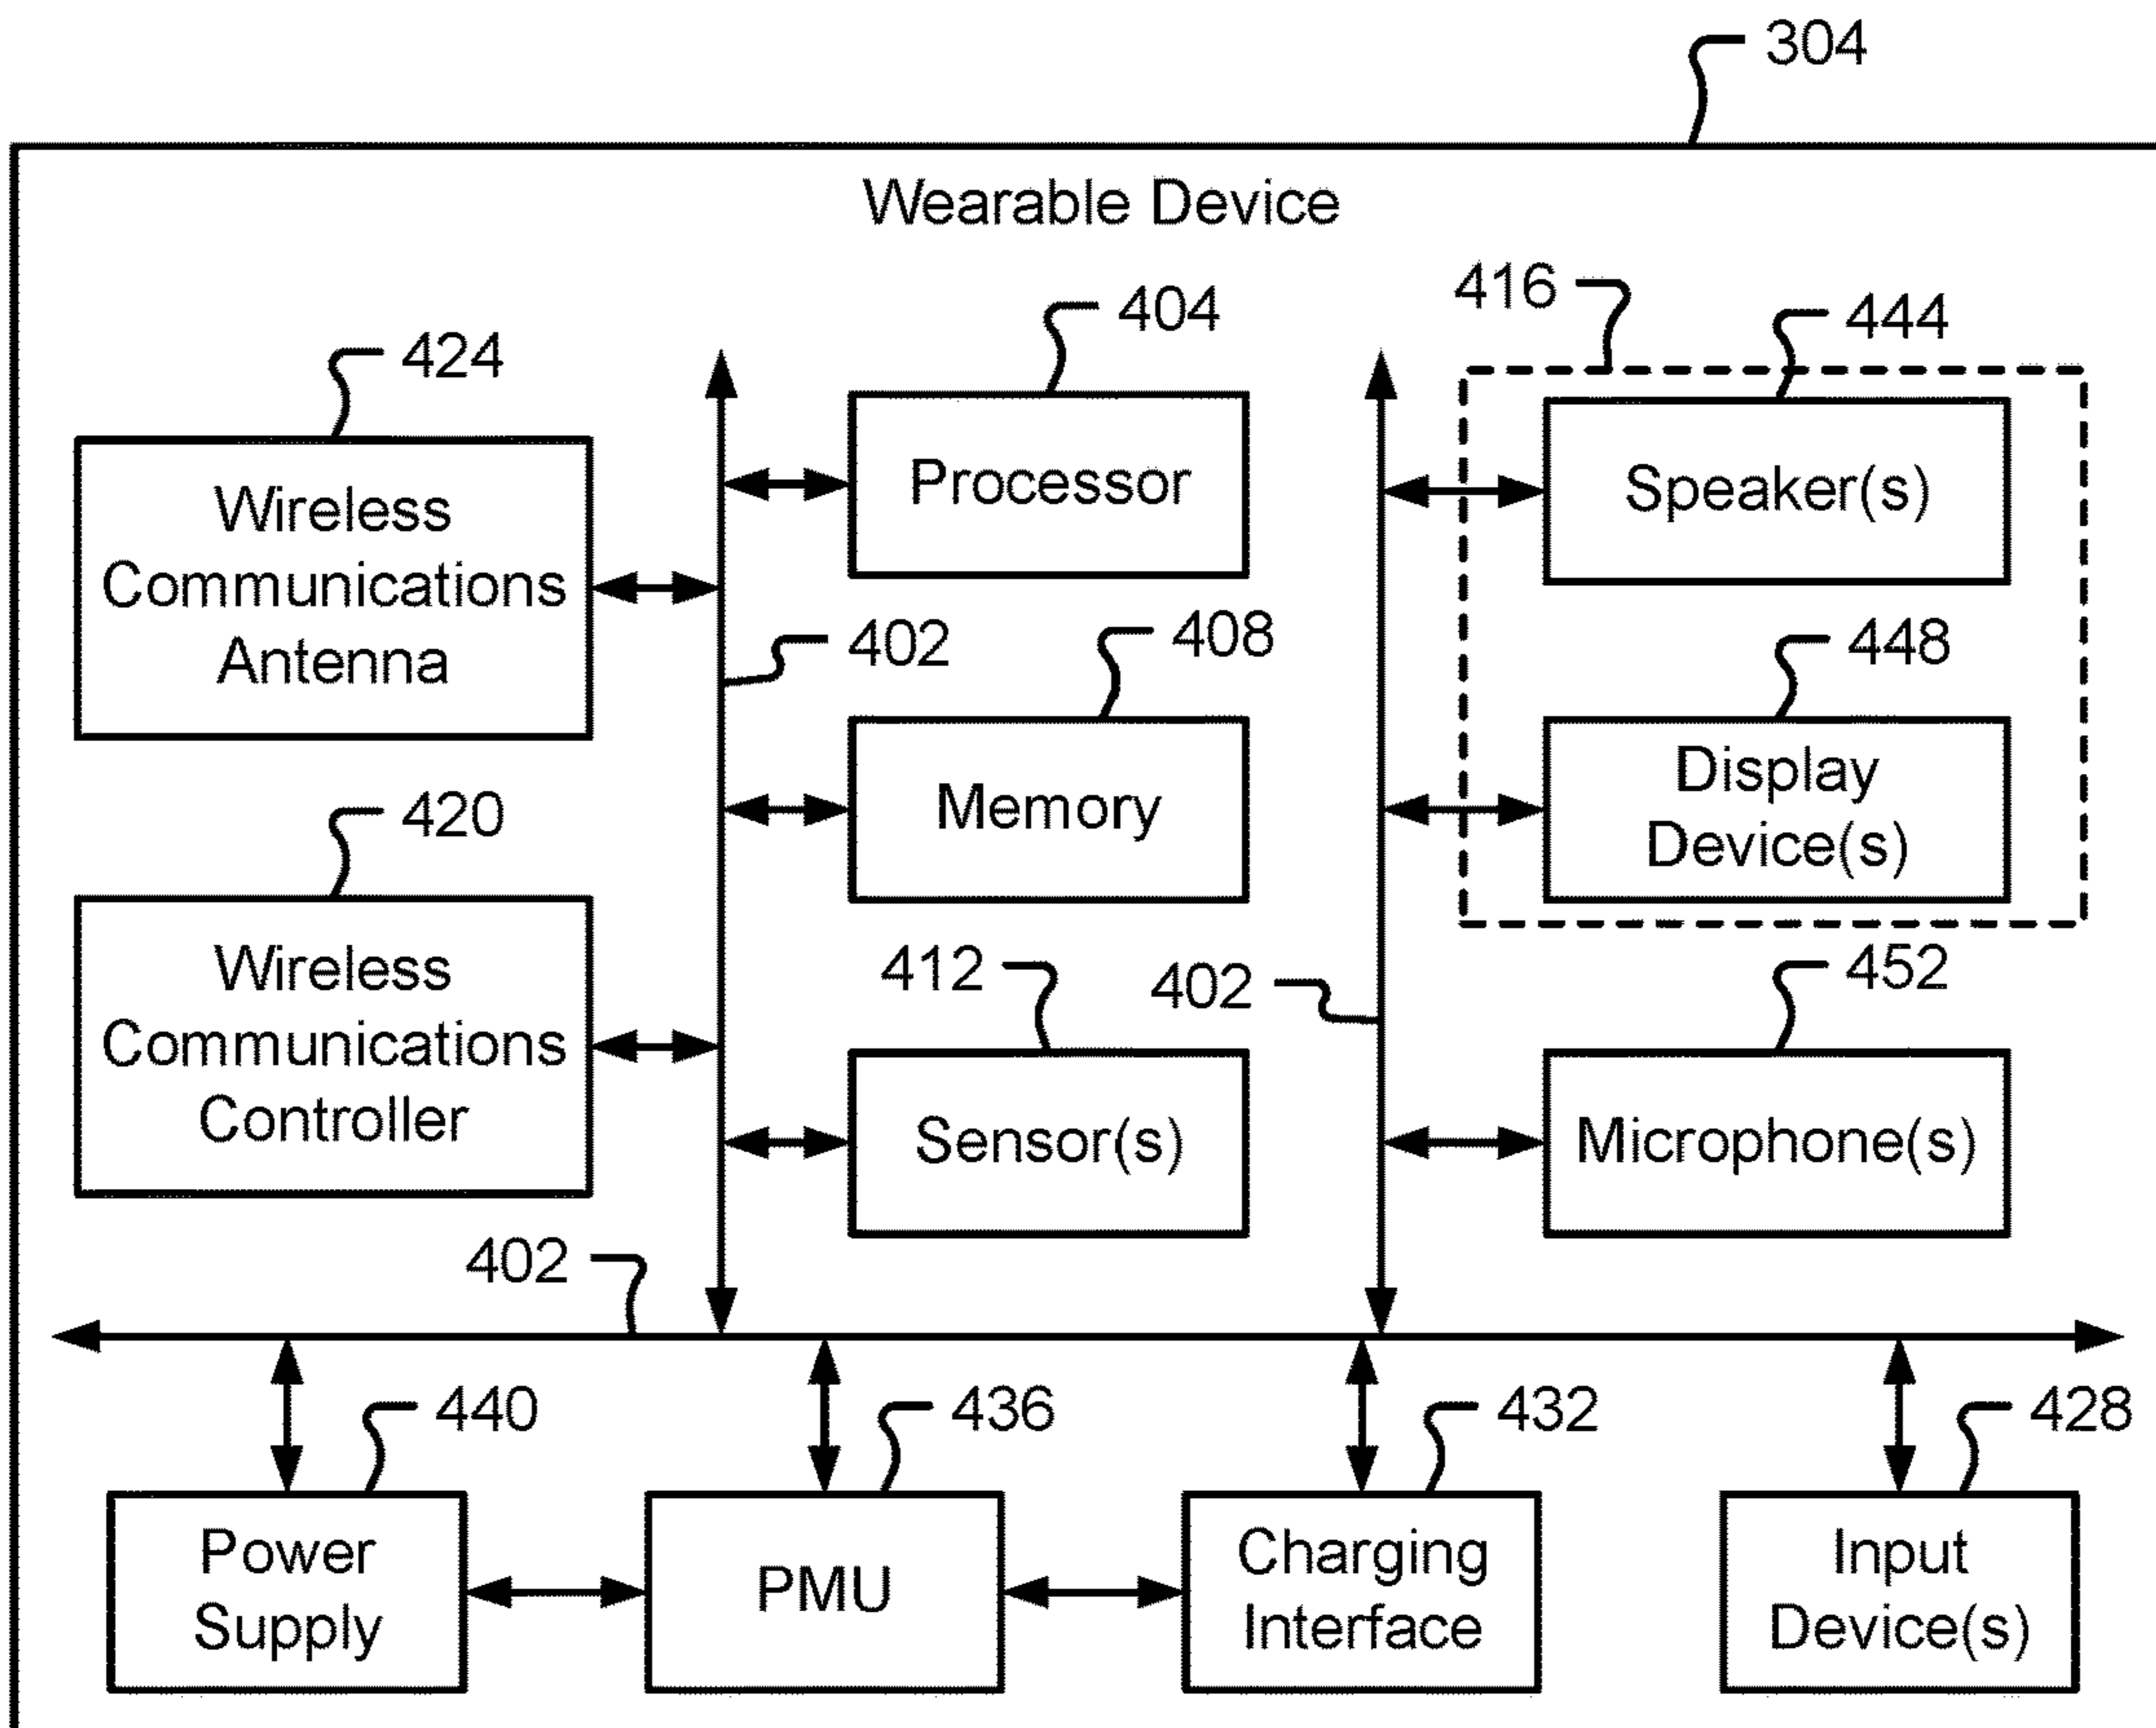 304
Wearable Device
416
444
404
424
Speaker(s)
Processor
Wireless
Communications
Antenna
402
408
448
Display
Device(s)
Memory
420
Wireless
Communications
Controller
412
402
452
Sensor(s)
Microphone(s)
402
440
436
432
428
Power
Supply
PMU
Charging
Interface
Input
Device(s)